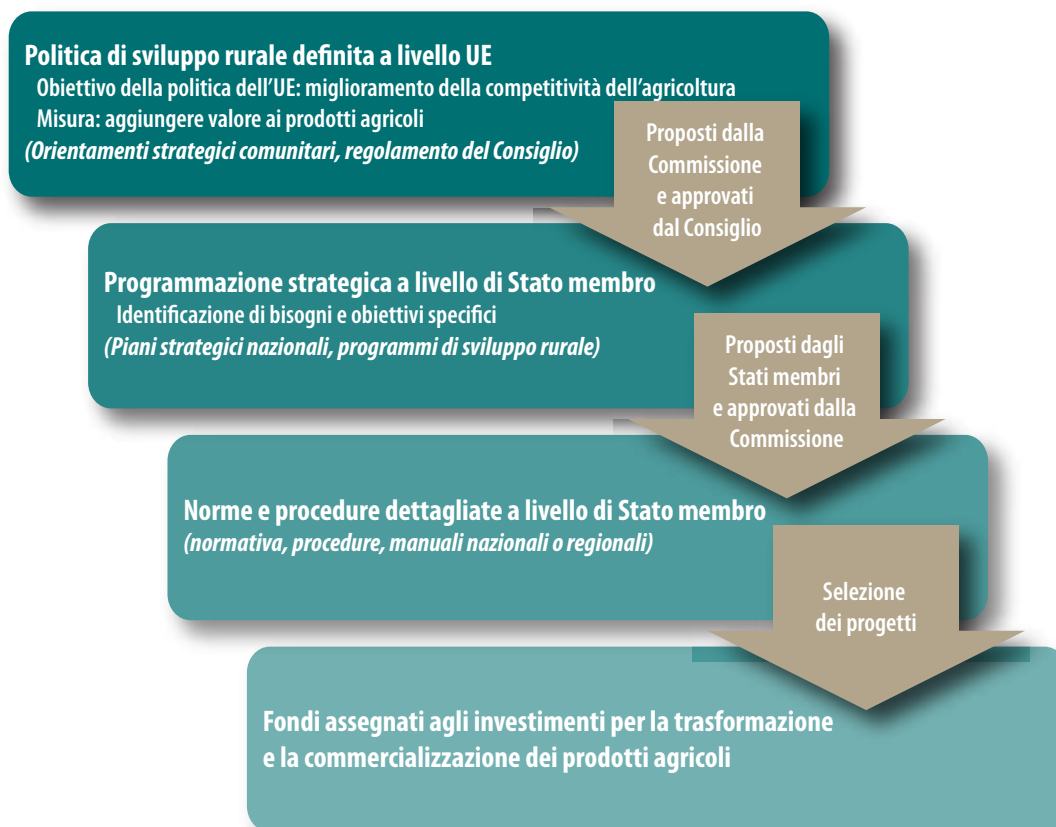 Politica di sviluppo rurale definita a livello UE
Obiettivo della politica dell'UE: miglioramento della competitività dell'agricoltura
Misura: aggiungere valore ai prodotti agricoli
(Orientamenti strategici comunitari, regolamento del Consiglio)
Proposti dalla
Commissione
e approvati
dal Consiglio
Programmazione strategica a livello di Stato membro
Identificazione di bisogni e obiettivi specifici
(Piani strategici nazionali, programmi di sviluppo rurale)
Proposti dagli
Stati membri
e approvati dalla
Commissione
Norme e procedure dettagliate a livello di Stato membro
(normativa, procedure, manuali nazionali o regionali)
Selezione
dei progetti
Fondi assegnati agli investimenti per la trasformazione
e la commercializzazione dei prodotti agricoli